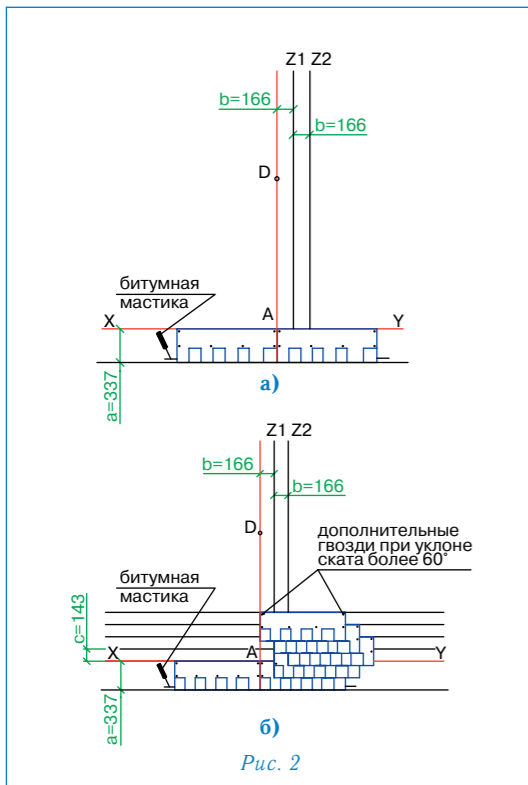 Z1 Z2
b=166
b=166
D
битумная
мастика
X
A
Y
a=337
а)
Z1 Z2
b=166
b=166
D
дополнительные
гвозди при уклоне
ската более 60°
битумная
мастика
c=143
X
A
Y
a=337
б)
Рис. 2